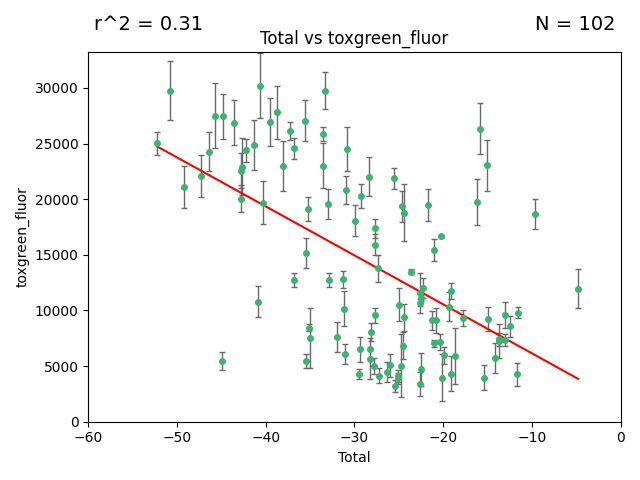 r^2 = 0.31 N = 102
Total vs toxgreen_fluor
30000
25000
20000
15000
10000
5000
0
toxgreen_fluor
−60 −50 −40 −30 −20 −10 0
Total